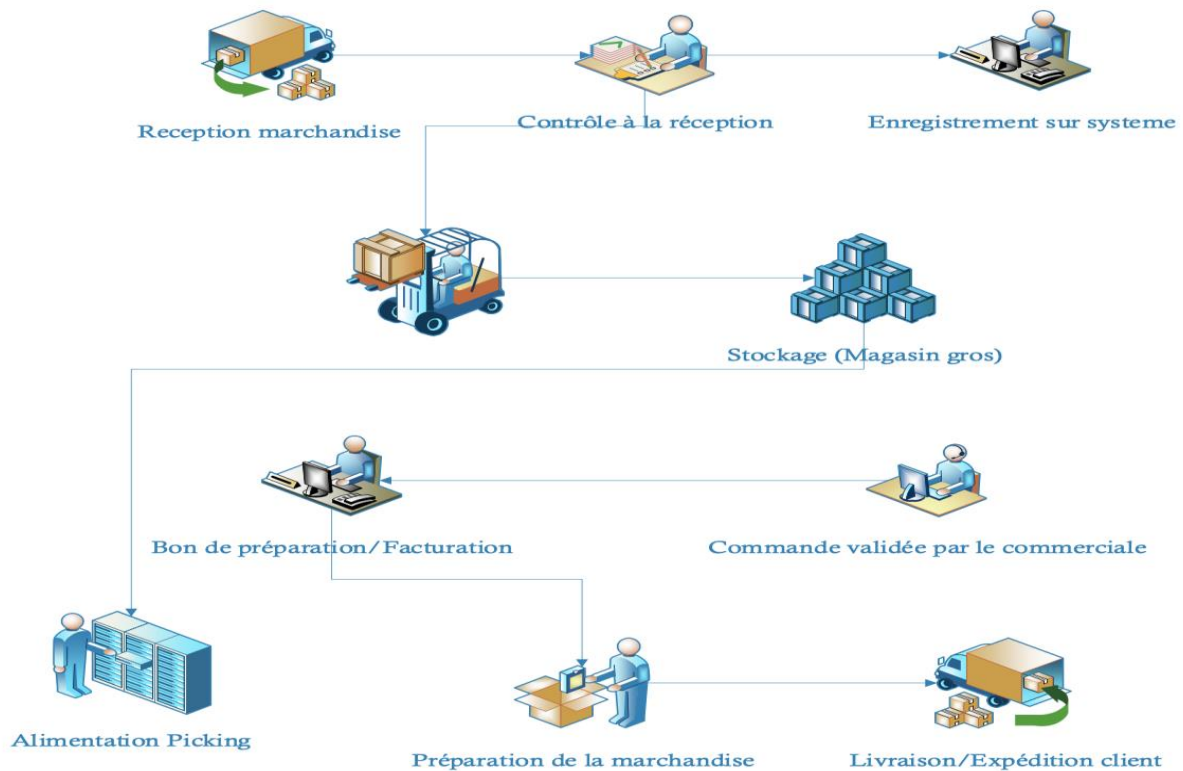 Reception marchandise
Contrôle à la réception
Enregistrement sur systeme
Stockage (Magasin gros)
Bon de préparation/Facturation
Commande validée par le commerciale
Alimentation Picking
Préparation de la marchandise
Livraison/Expédition client